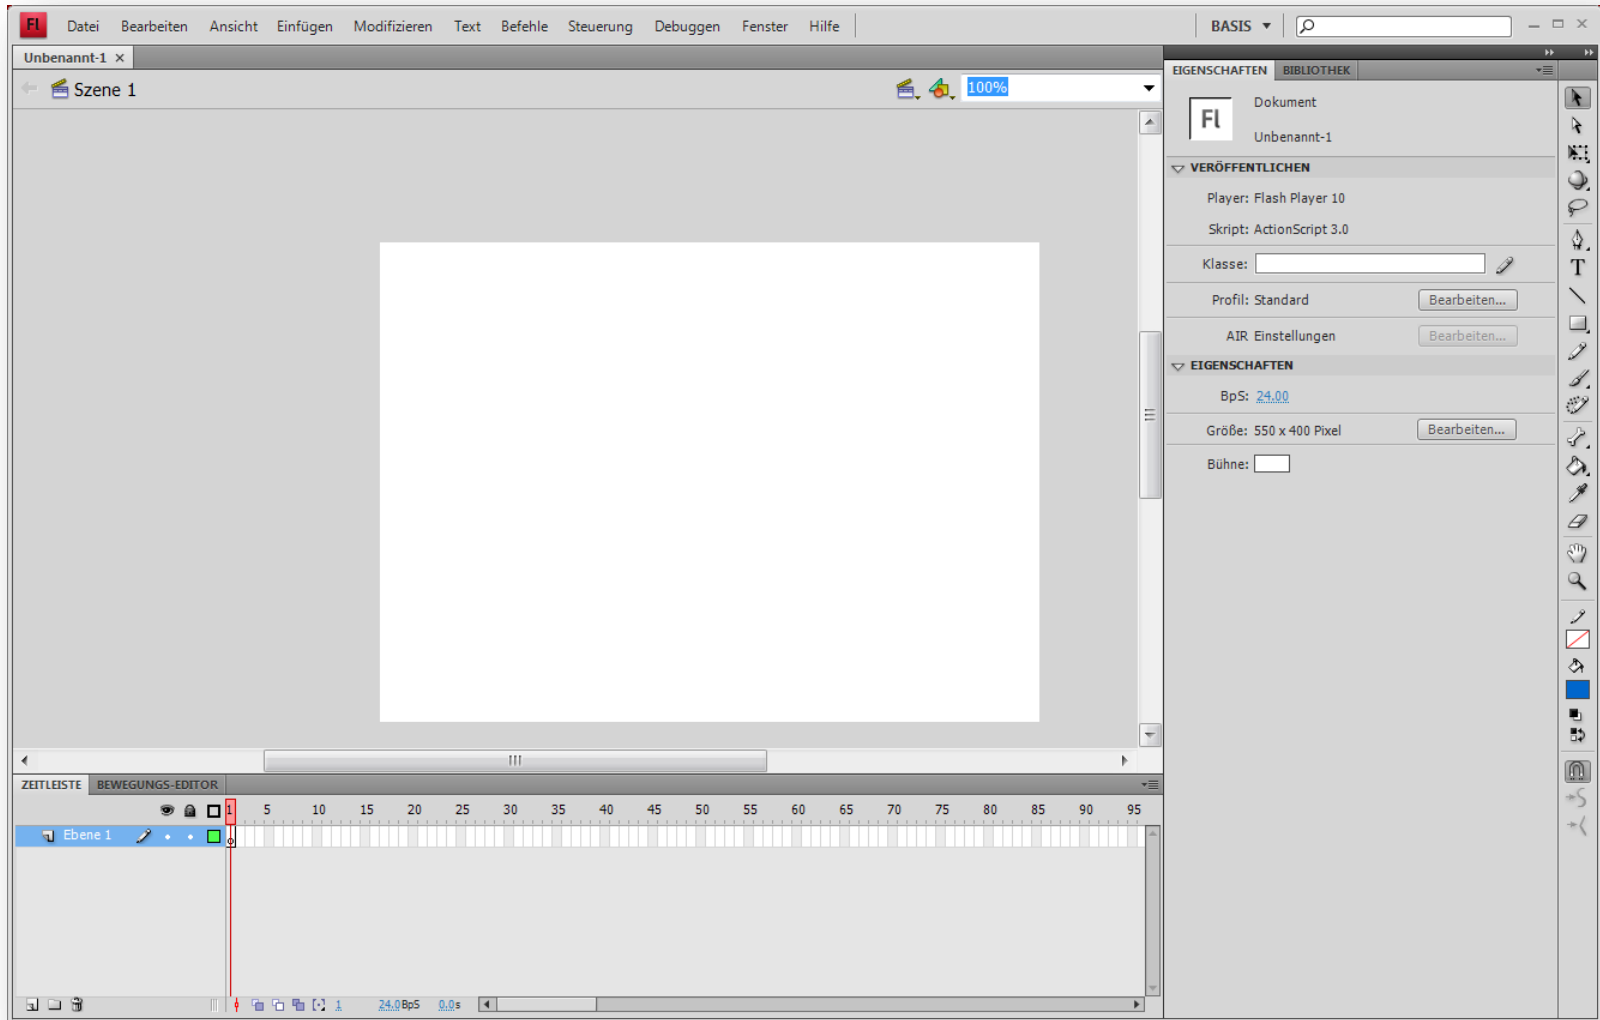 Fl Datei Bearbeiten Ansicht Einfügen Modifizieren Text Befehle Steuerung Debuggen Fenster Hilfe BASIS
Unbenannt-1
Szene 1 100%
EIGENSCHAFTEN BIBLIOTHEK
Fl
Dokument
Unbenannt-1
VERÖFFENTLICHEN
Player: Flash Player 10
Skript: ActionScript 3.0
Klasse:
Profil: Standard Bearbeiten...
AIR Einstellungen Bearbeiten...
EIGENSCHAFTEN
BpS: 24.00
Größe: 550 x 400 Pixel Bearbeiten...
Bühne:
T
ZEITLEISTE BEWEGUNGS-EDITOR
1 5 10 15 20 25 30 35 40 45 50 55 60 65 70 75 80 85 90 95
Ebene 1
1 24.0BpS 0.0s